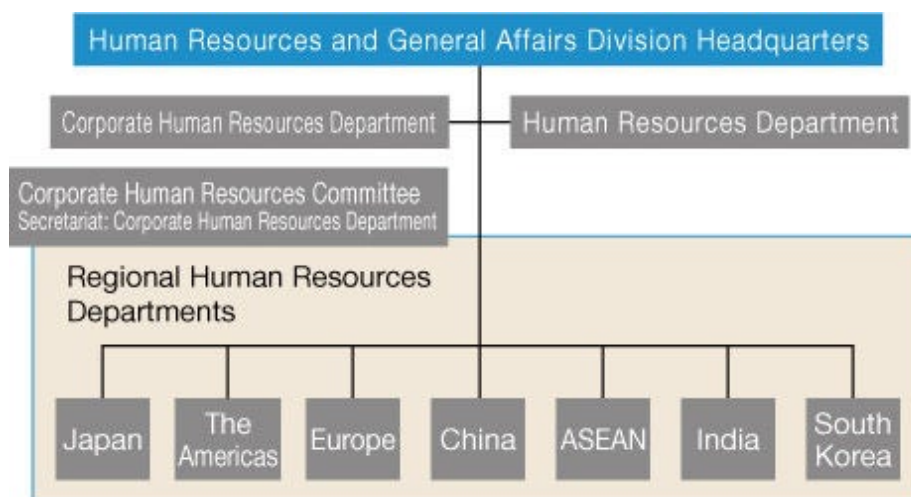 Human Resources and General Affairs Division Headquarters
Corporate Human Resources Department
Human Resources Department
Corporate Human Resources Committee
Secretariat: Corporate Human Resources Department
Regional Human Resources
Departments
Japan
The
Americas
Europe
China
ASEAN
India
South
Korea